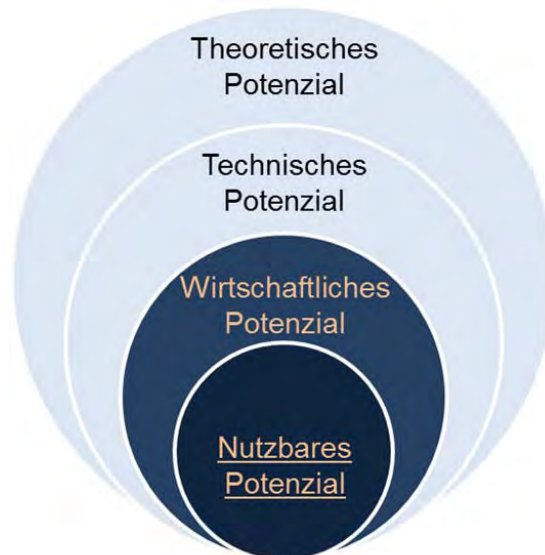 Theoretisches
Potenzial
Technisches
Potenzial
Wirtschaftliches
Potenzial
Nutzbares
Potenzial